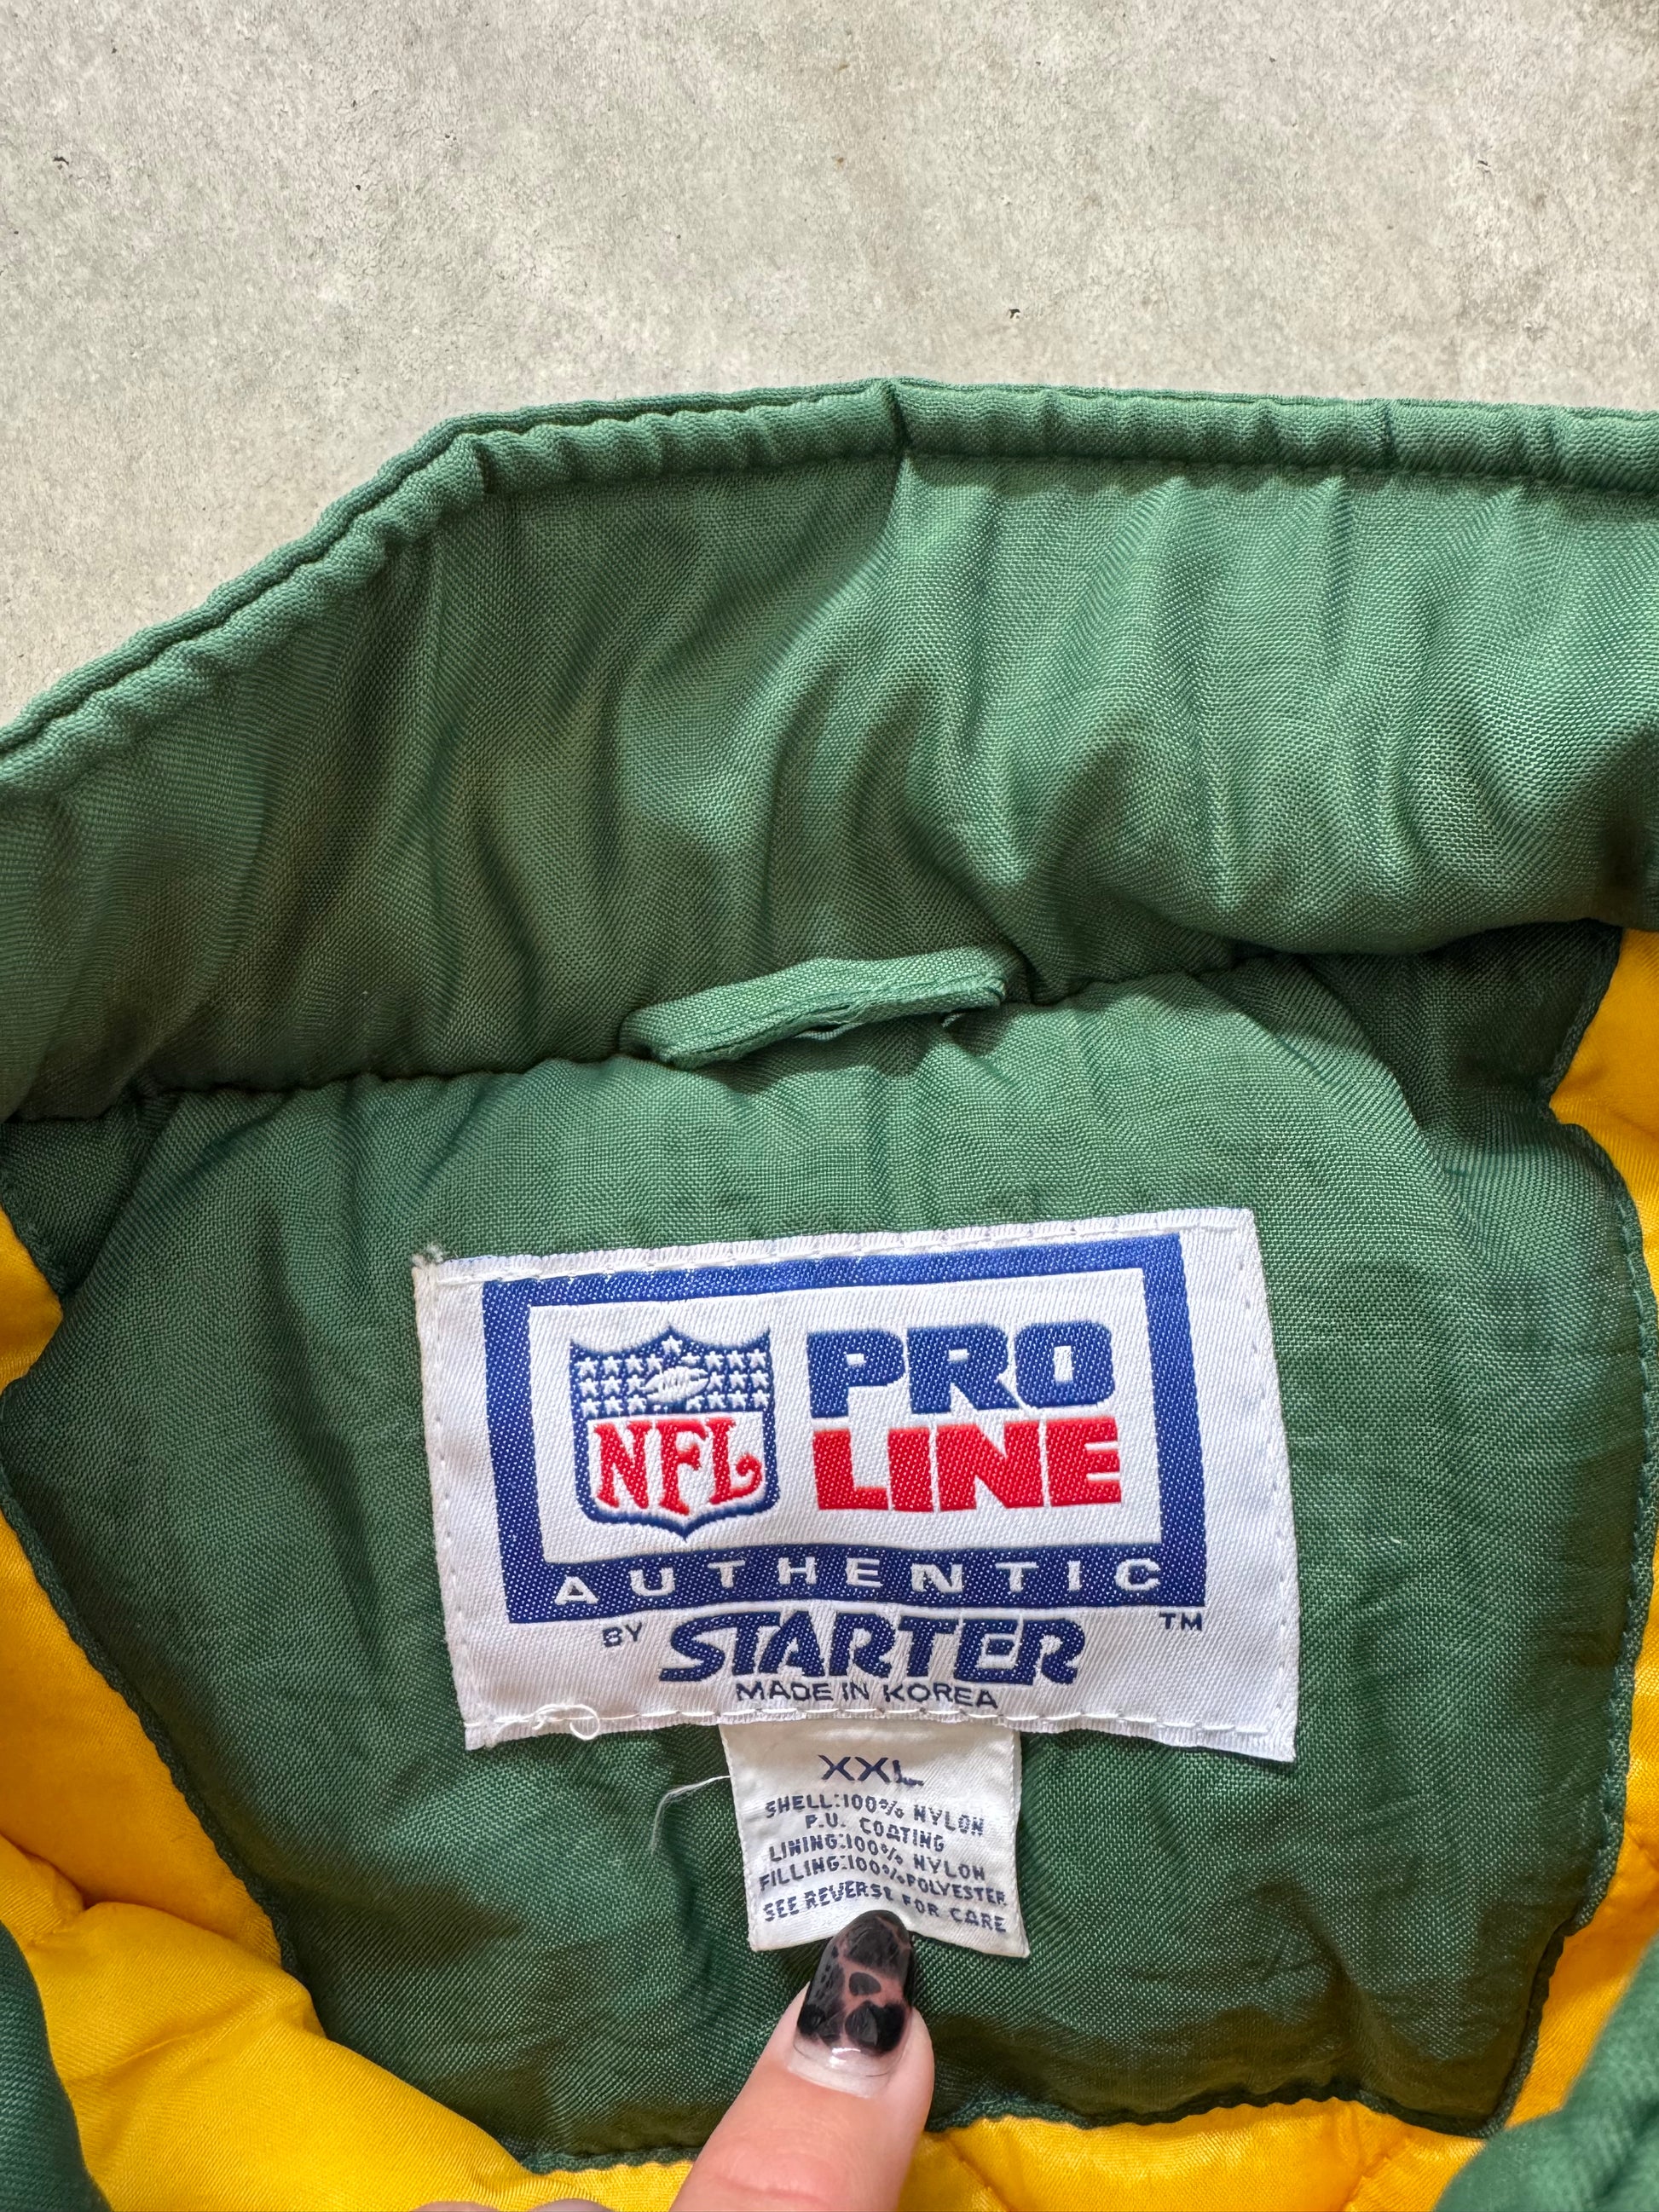 NFL PRO
LINE
AUTHENTIC
BY STARTER TM
MADE IN KOREA
XXL
SHELL:100% NYLON
P.U. COATING
LINING:100% NYLON
FILLING:100%POLYESTER
SEE REVERSE FOR CARE